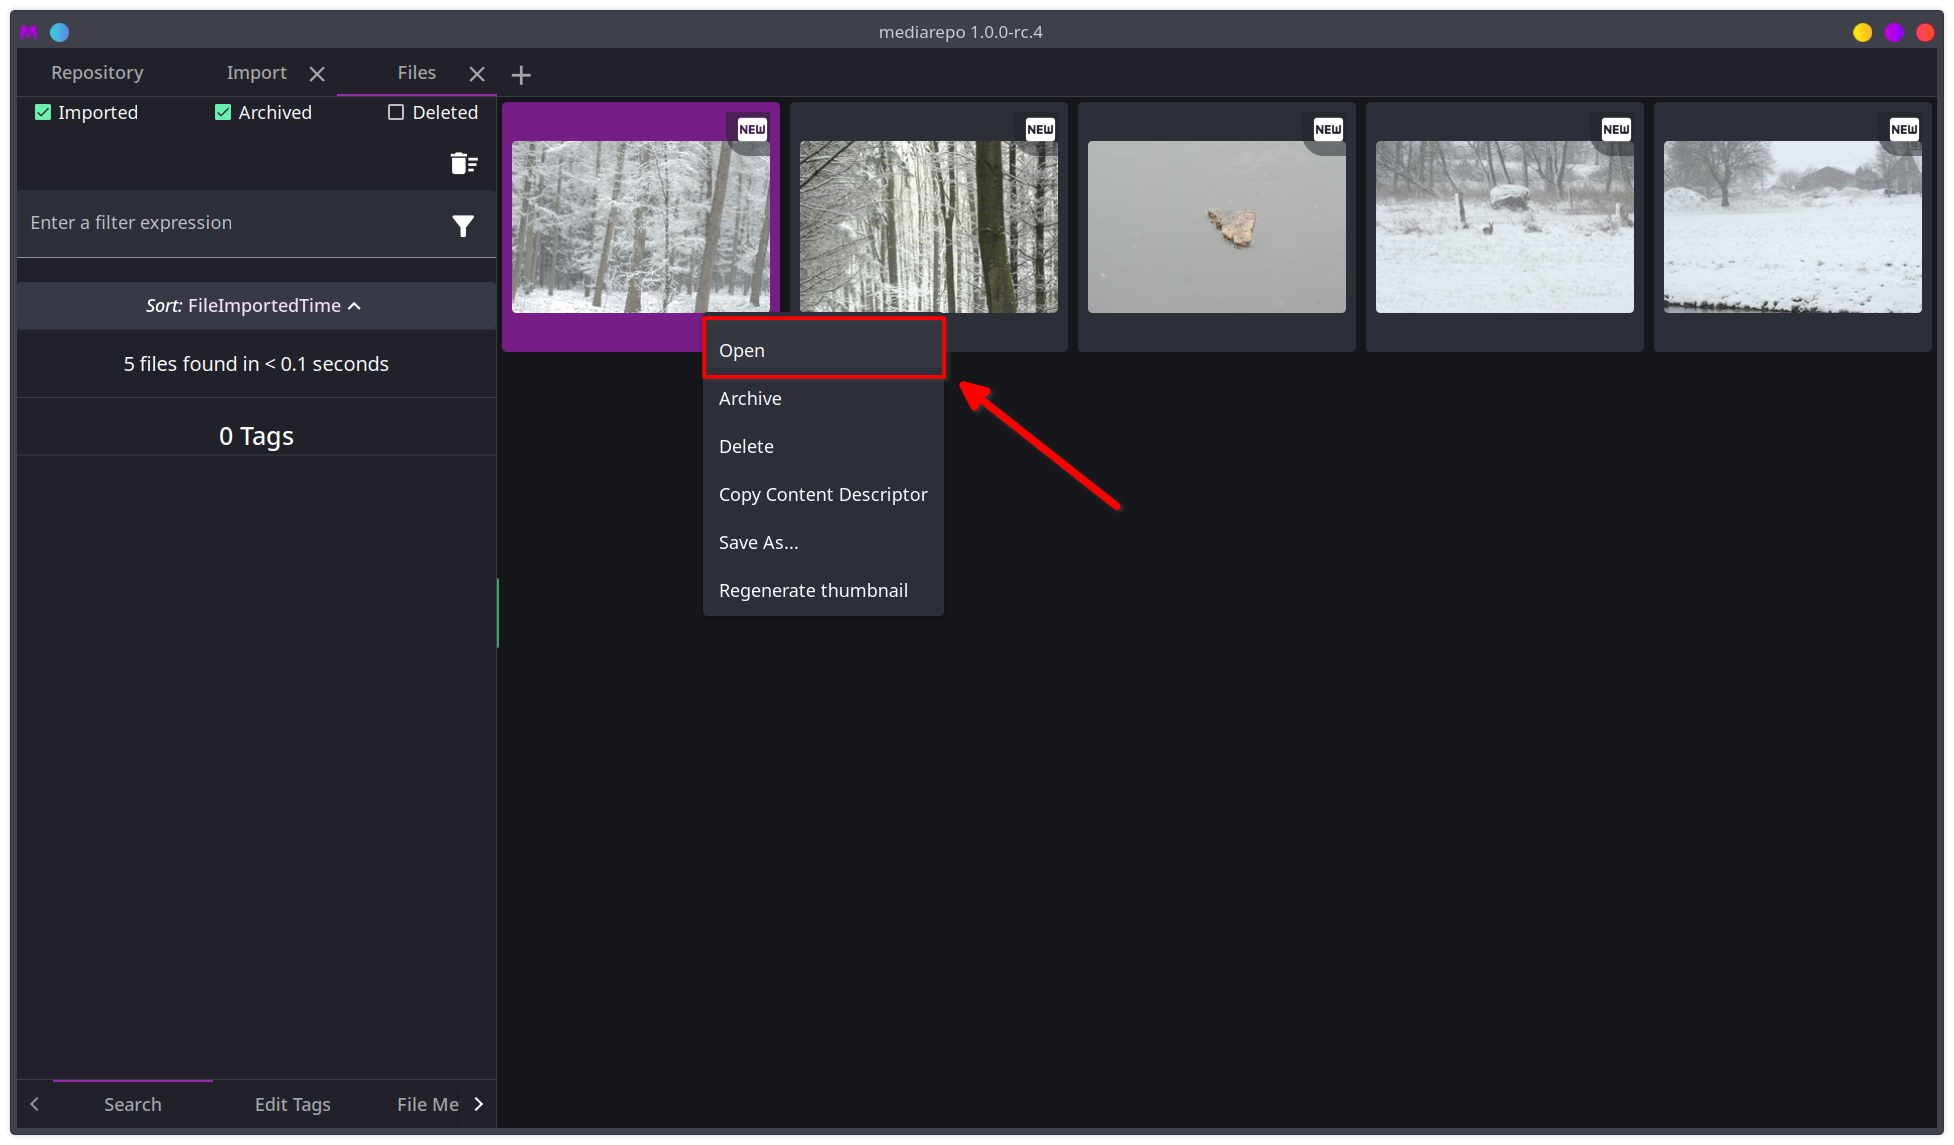 mediarepo 1.0.0-rc.4
Repository
Import
Files
Imported
Archived
Deleted
Enter a filter expression
Sort: FileImportedTime
5 files found in < 0.1 seconds
0 Tags
NEW
NEW
NEW
NEW
NEW
Open
Archive
Delete
Copy Content Descriptor
Save As...
Regenerate thumbnail
Search
Edit Tags
File Me